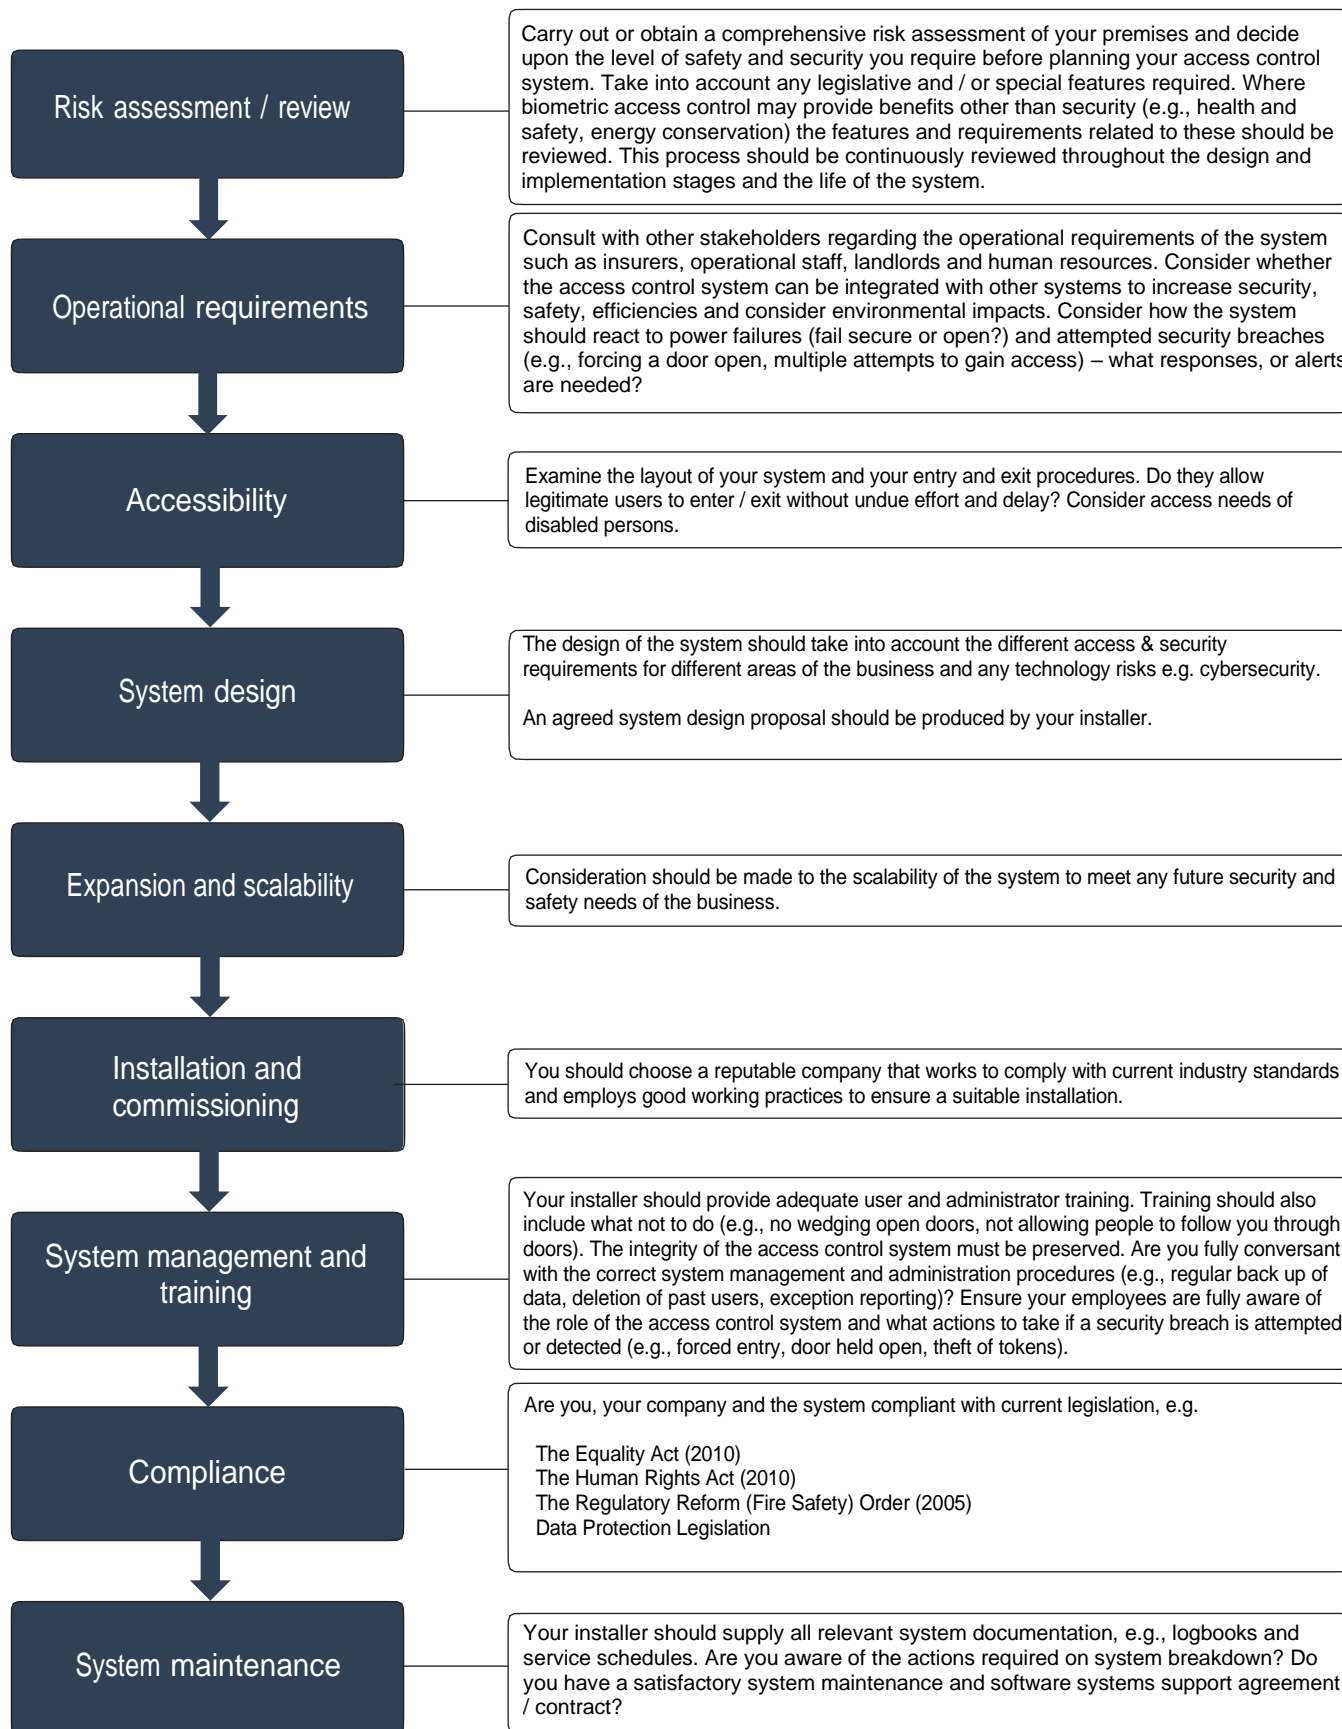 Risk assessment / review
Carry out or obtain a comprehensive risk assessment of your premises and decide
upon the level of safety and security you require before planning your access control
system. Take into account any legislative and / or special features required. Where
biometric access control may provide benefits other than security (e.g., health and
safety, energy conservation) the features and requirements related to these should be
reviewed. This process should be continuously reviewed throughout the design and
implementation stages and the life of the system.
Operational requirements
Consult with other stakeholders regarding the operational requirements of the system
such as insurers, operational staff, landlords and human resources. Consider whether
the access control system can be integrated with other systems to increase security,
safety, efficiencies and consider environmental impacts. Consider how the system
should react to power failures (fail secure or open?) and attempted security breaches
(e.g., forcing a door open, multiple attempts to gain access) – what responses, or alerts
are needed?
Accessibility
Examine the layout of your system and your entry and exit procedures. Do they allow
legitimate users to enter / exit without undue effort and delay? Consider access needs of
disabled persons.
System design
The design of the system should take into account the different access & security
requirements for different areas of the business and any technology risks e.g. cybersecurity.
An agreed system design proposal should be produced by your installer.
Expansion and scalability
Consideration should be made to the scalability of the system to meet any future security and
safety needs of the business.
Installation and
commissioning
You should choose a reputable company that works to comply with current industry standards
and employs good working practices to ensure a suitable installation.
System management and
training
Your installer should provide adequate user and administrator training. Training should also
include what not to do (e.g., no wedging open doors, not allowing people to follow you through
doors). The integrity of the access control system must be preserved. Are you fully conversant
with the correct system management and administration procedures (e.g., regular back up of
data, deletion of past users, exception reporting)? Ensure your employees are fully aware of
the role of the access control system and what actions to take if a security breach is attempted
or detected (e.g., forced entry, door held open, theft of tokens).
Compliance
Are you, your company and the system compliant with current legislation, e.g.
The Equality Act (2010)
The Human Rights Act (2010)
The Regulatory Reform (Fire Safety) Order (2005)
Data Protection Legislation
System maintenance
Your installer should supply all relevant system documentation, e.g., logbooks and
service schedules. Are you aware of the actions required on system breakdown? Do
you have a satisfactory system maintenance and software systems support agreement
/ contract?